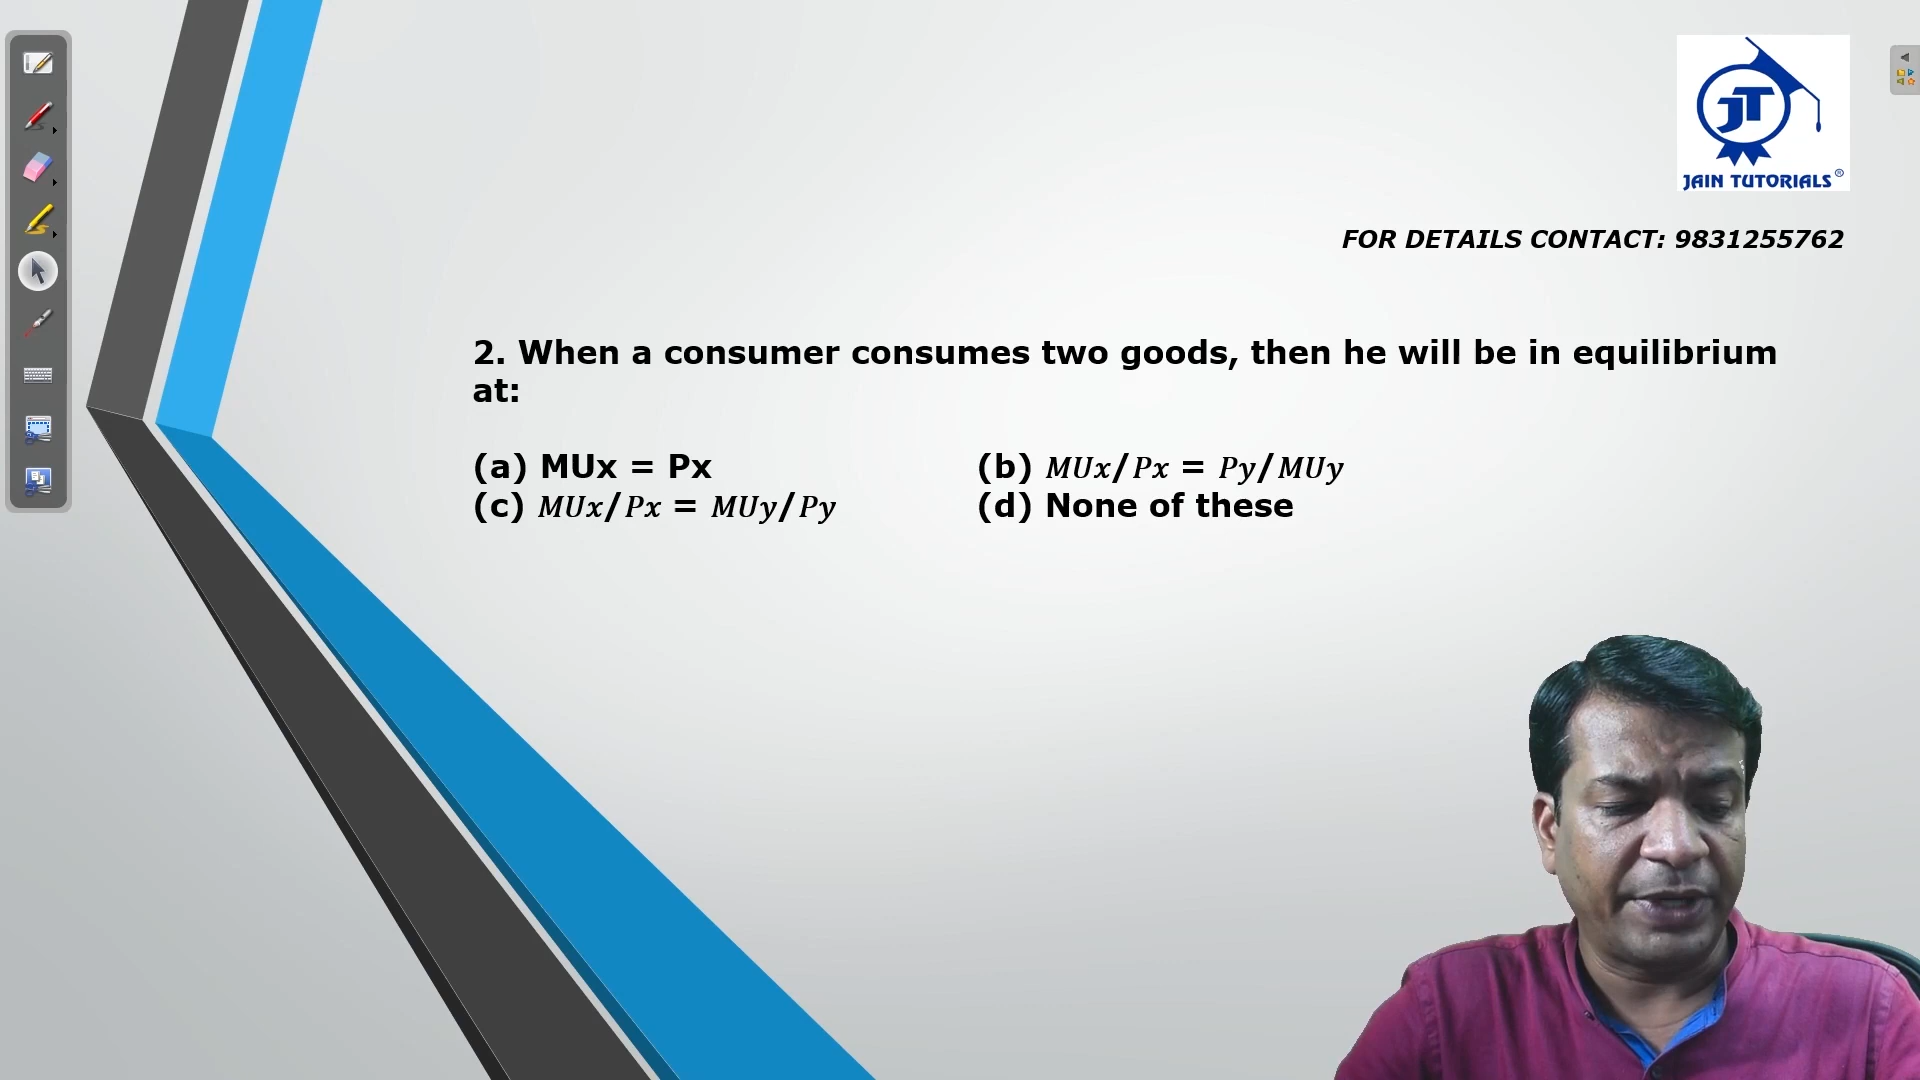 JT
JAIN TUTORIALS®
FOR DETAILS CONTACT: 9831255762
2. When a consumer consumes two goods, then he will be in equilibrium
at:
(a) MUx = Px (b) MUx/Px = Py/MUy
(c) MUx/Px = MUy/Py (d) None of these